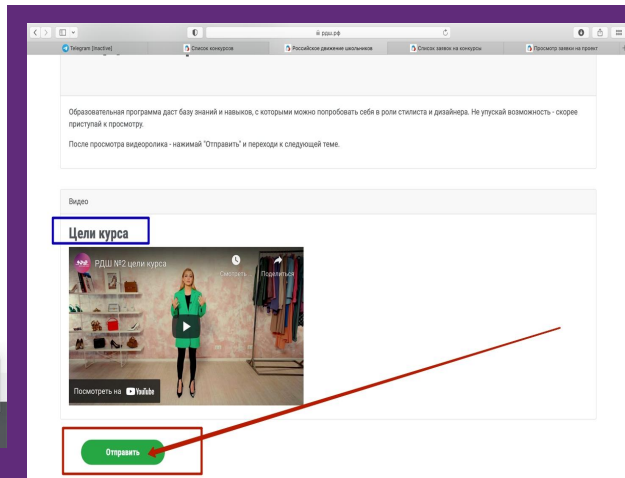 рдш.рф
Telegram (inactive)
Список конкурсов
Российское движение школьников
Список заявок на конкурсы
Просмотр заявки на проект
Образовательная программа даст базу знаний и навыков, с которыми можно попробовать себя в роли стилиста и дизайнера. Не упускай возможность - скорее
приступай к просмотру.
После просмотра видеоролика - нажимай "Отправить" и переходи к следующей теме.
Видео
Цели курса
РДШ №2 цели курса
Смотреть ...
Поделиться
Посмотреть на YouTube
Отправить